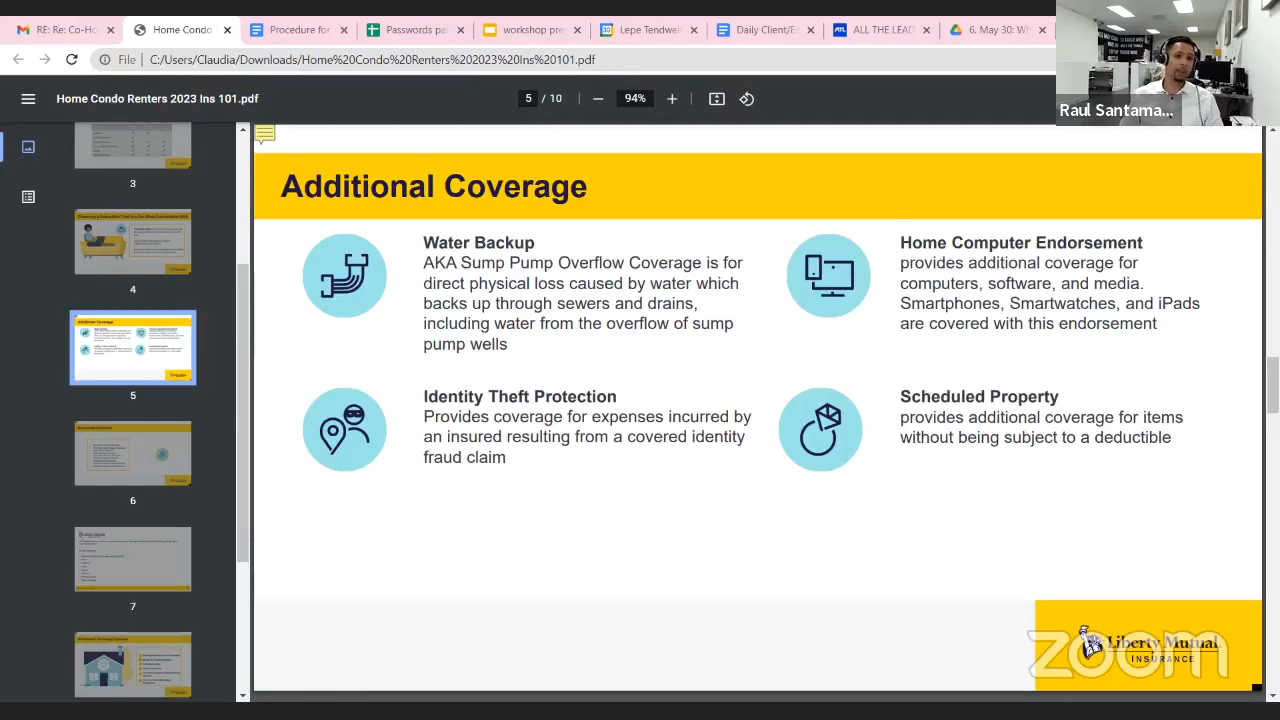 RE: Re: Co-Ho
Home Condo
Procedure for
Passwords pa
workshop pre
Lepe Tendwel
Daily Client/E
ALL THE LEAD
6. May 30: W
File
C:/Users/Claudia/Downloads/Home%20Condo%20
202023%20Ins%20101.pdf
Home Condo Renters 2023 Ins 101.pdf
5 / 10
94%
Raul Santama...
3
4
5
6
7
Additional Coverage
Water Backup
AKA Sump Pump Overflow Coverage is for
direct physical loss caused by water which
backs up through sewers and drains,
including water from the overflow of sump
pump wells
Home Computer Endorsement
provides additional coverage for
computers, software, and media.
Smartphones, Smartwatches, and iPads
are covered with this endorsement
Identity Theft Protection
Provides coverage for expenses incurred by
an insured resulting from a covered identity
fraud claim
Scheduled Property
provides additional coverage for items
without being subject to a deductible
Liberty Mutual
INSURANCE
zoom